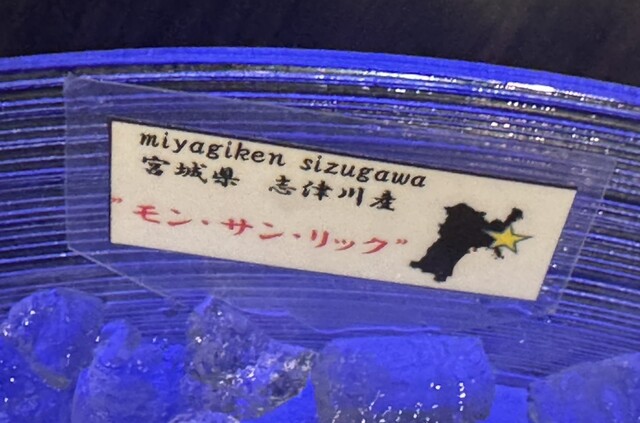 miyagiken sizugawa
宮城県 志津川産
"モン・サン・リック"